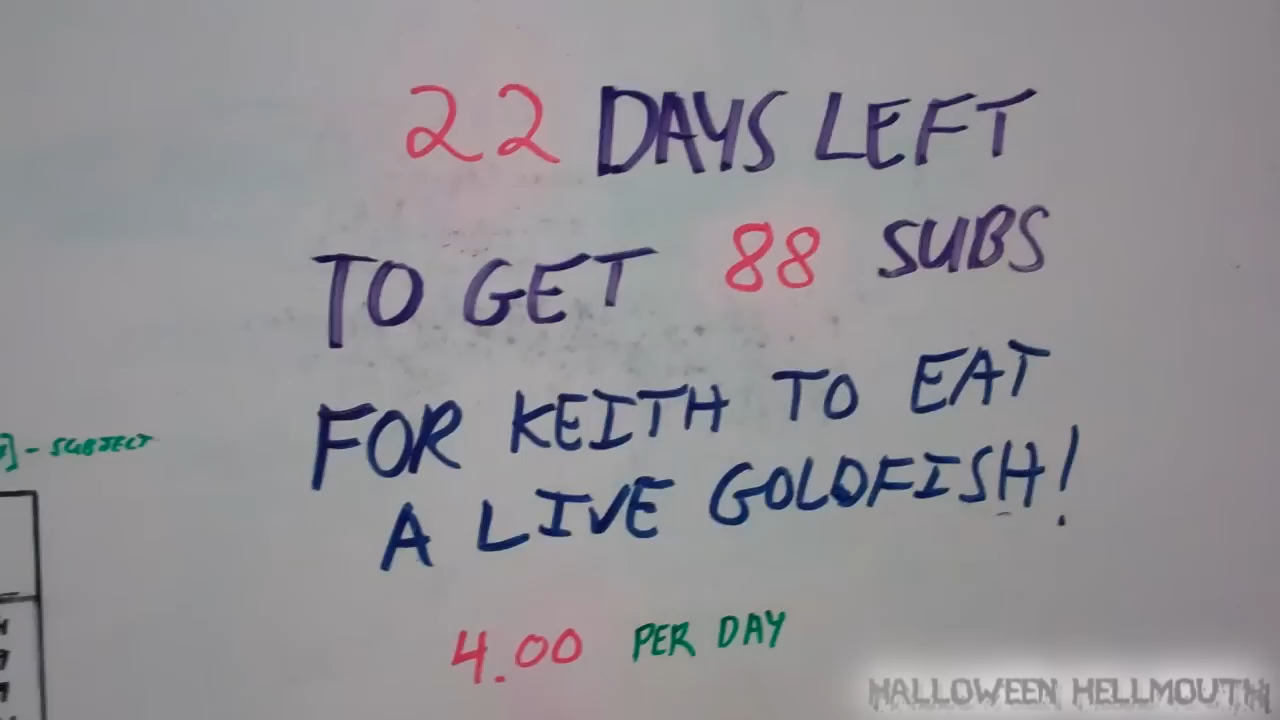 22 DAYS LEFT
TO GET 88 SUBS
FOR KEITH TO EAT
A LIVE GOLDFISH!
4.00 PER DAY
- SUBJECT
HALLOWEEN HELLMOUTH